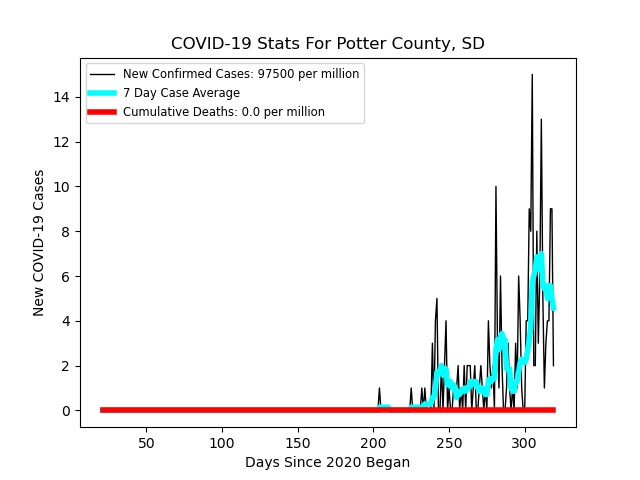 COVID-19 Stats For Potter County, SD
New Confirmed Cases: 97500 per million
7 Day Case Average
Cumulative Deaths: 0.0 per million
14
12
10
8
6
4
2
0
New COVID-19 Cases
50 100 150 200 250 300
Days Since 2020 Began